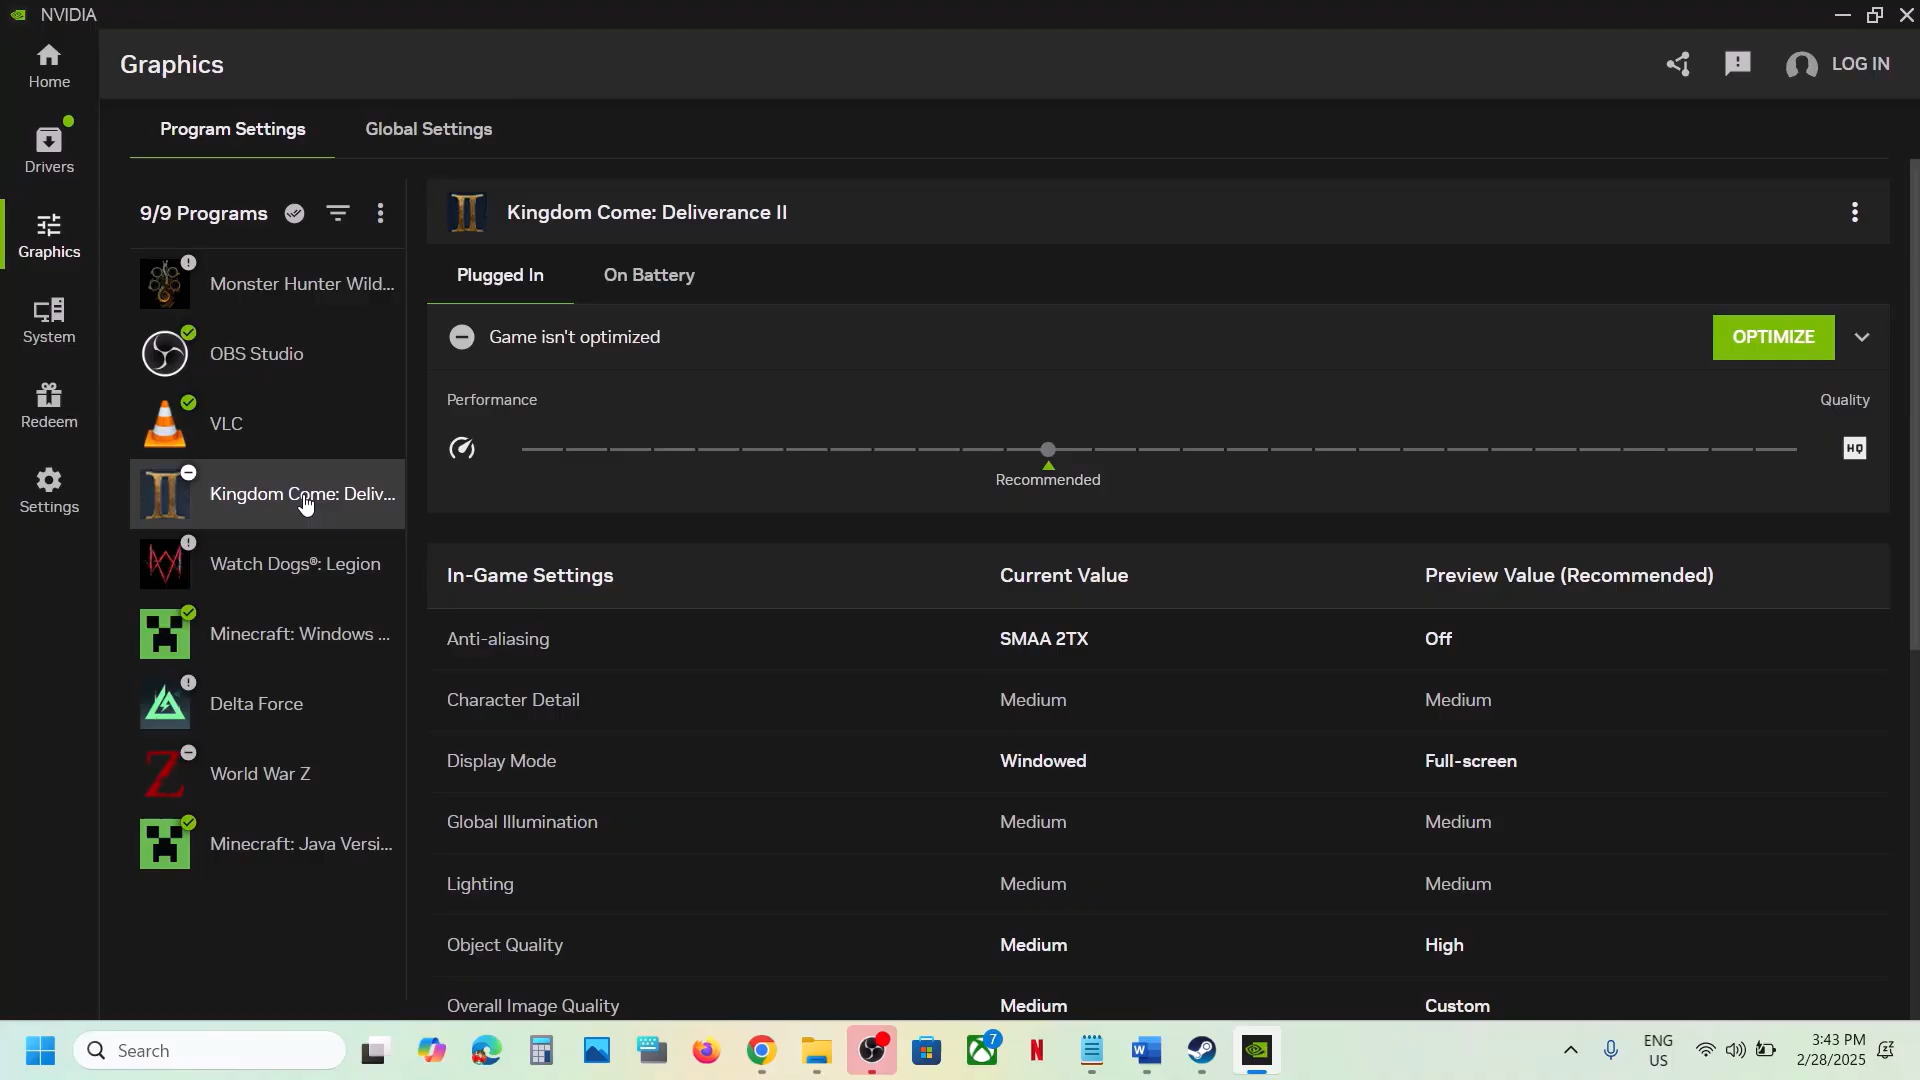 NVIDIA
Home
Graphics
LOG IN
Program Settings
Global Settings
Drivers
9/9 Programs
Kingdom Come: Deliverance II
Graphics
Monster Hunter Wild...
Plugged In
On Battery
System
OBS Studio
Game isn't optimized
OPTIMIZE
Performance
Quality
Redeem
VLC
HQ
Recommended
Settings
Kingdom Come: Deliv...
Watch Dogs®: Legion
In-Game Settings
Current Value
Preview Value (Recommended)
Minecraft: Windows ...
Anti-aliasing
SMAA 2TX
Off
Delta Force
Character Detail
Medium
Medium
World War Z
Display Mode
Windowed
Full-screen
Minecraft: Java Versi...
Global Illumination
Medium
Medium
Lighting
Medium
Medium
Object Quality
Medium
High
Overall Image Quality
Medium
Custom
Search
7
ENG
US
3:43 PM
2/28/2025